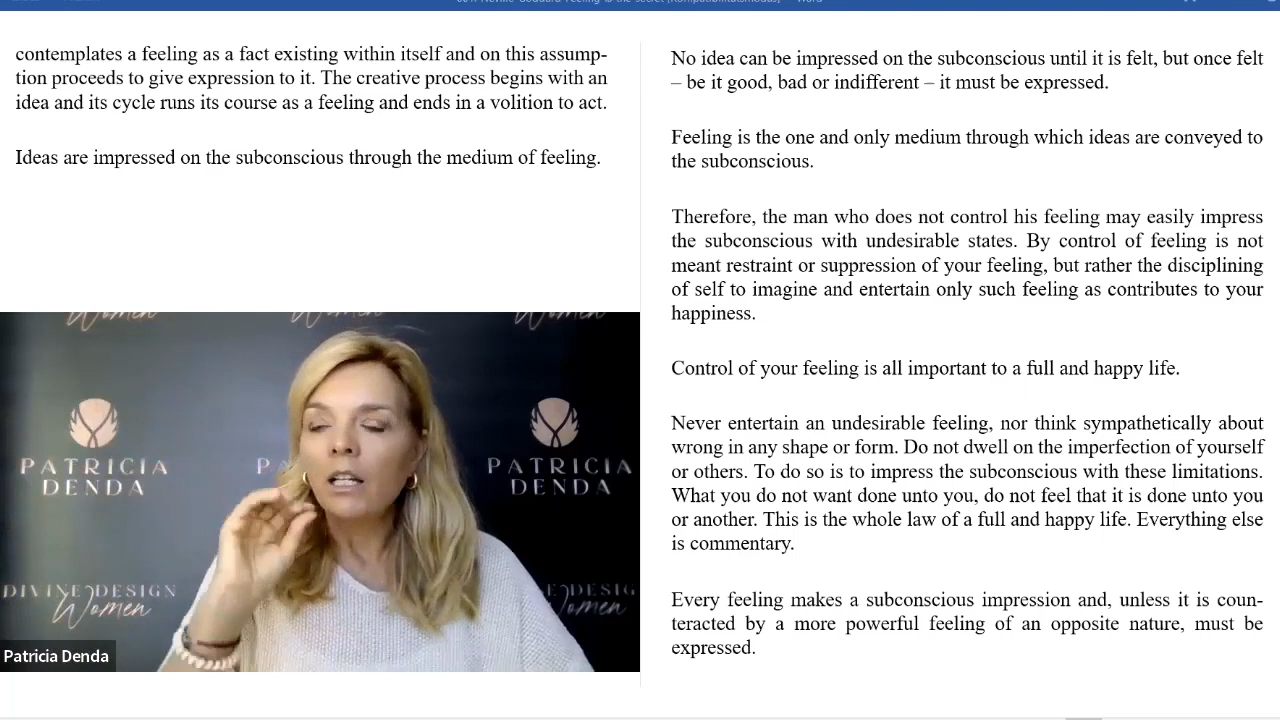 contemplates a feeling as a fact existing within itself and on this assump-
tion proceeds to give expression to it. The creative process begins with an
idea and its cycle runs its course as a feeling and ends in a volition to act.
Ideas are impressed on the subconscious through the medium of feeling.
Women
Women
Women
PATRICIA
DENDA
P
PATRICIA
DENDA
DIVINE DESIGN
Women
E DESIG
Women
Patricia Denda
No idea can be impressed on the subconscious until it is felt, but once felt
– be it good, bad or indifferent – it must be expressed.
Feeling is the one and only medium through which ideas are conveyed to
the subconscious.
Therefore, the man who does not control his feeling may easily impress
the subconscious with undesirable states. By control of feeling is not
meant restraint or suppression of your feeling, but rather the disciplining
of self to imagine and entertain only such feeling as contributes to your
happiness.
Control of your feeling is all important to a full and happy life.
Never entertain an undesirable feeling, nor think sympathetically about
wrong in any shape or form. Do not dwell on the imperfection of yourself
or others. To do so is to impress the subconscious with these limitations.
What you do not want done unto you, do not feel that it is done unto you
or another. This is the whole law of a full and happy life. Everything else
is commentary.
Every feeling makes a subconscious impression and, unless it is coun-
teracted by a more powerful feeling of an opposite nature, must be
expressed.